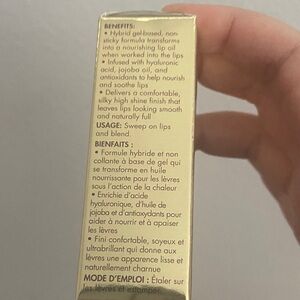 BENEFITS:
• Hybrid gel-based, non-
sticky formula transforms
into a nourishing lip oil
when worked into the lips
• Infused with hyaluronic
acid, jojoba oil, and
antioxidants to help nourish
and soothe lips
• Delivers a comfortable,
silky high shine finish that
leaves lips looking smooth
and naturally full
USAGE: Sweep on lips
and blend.
BIENFAITS :
• Formule hybride et non
collante à base de gel qui
se transforme en huile
nourrissante pour les lèvres
sous l'action de la chaleur
• Enrichie d'acide
hyaluronique, d'huile de
jojoba et d'antioxydants pour
aider à nourrir et à apaiser
les lèvres
• Fini confortable, soyeux et
ultrabrillant qui donne aux
lèvres une apparence lisse et
naturellement charnue
MODE D'EMPLOI : Étaler sur
les lèvres et estomper.